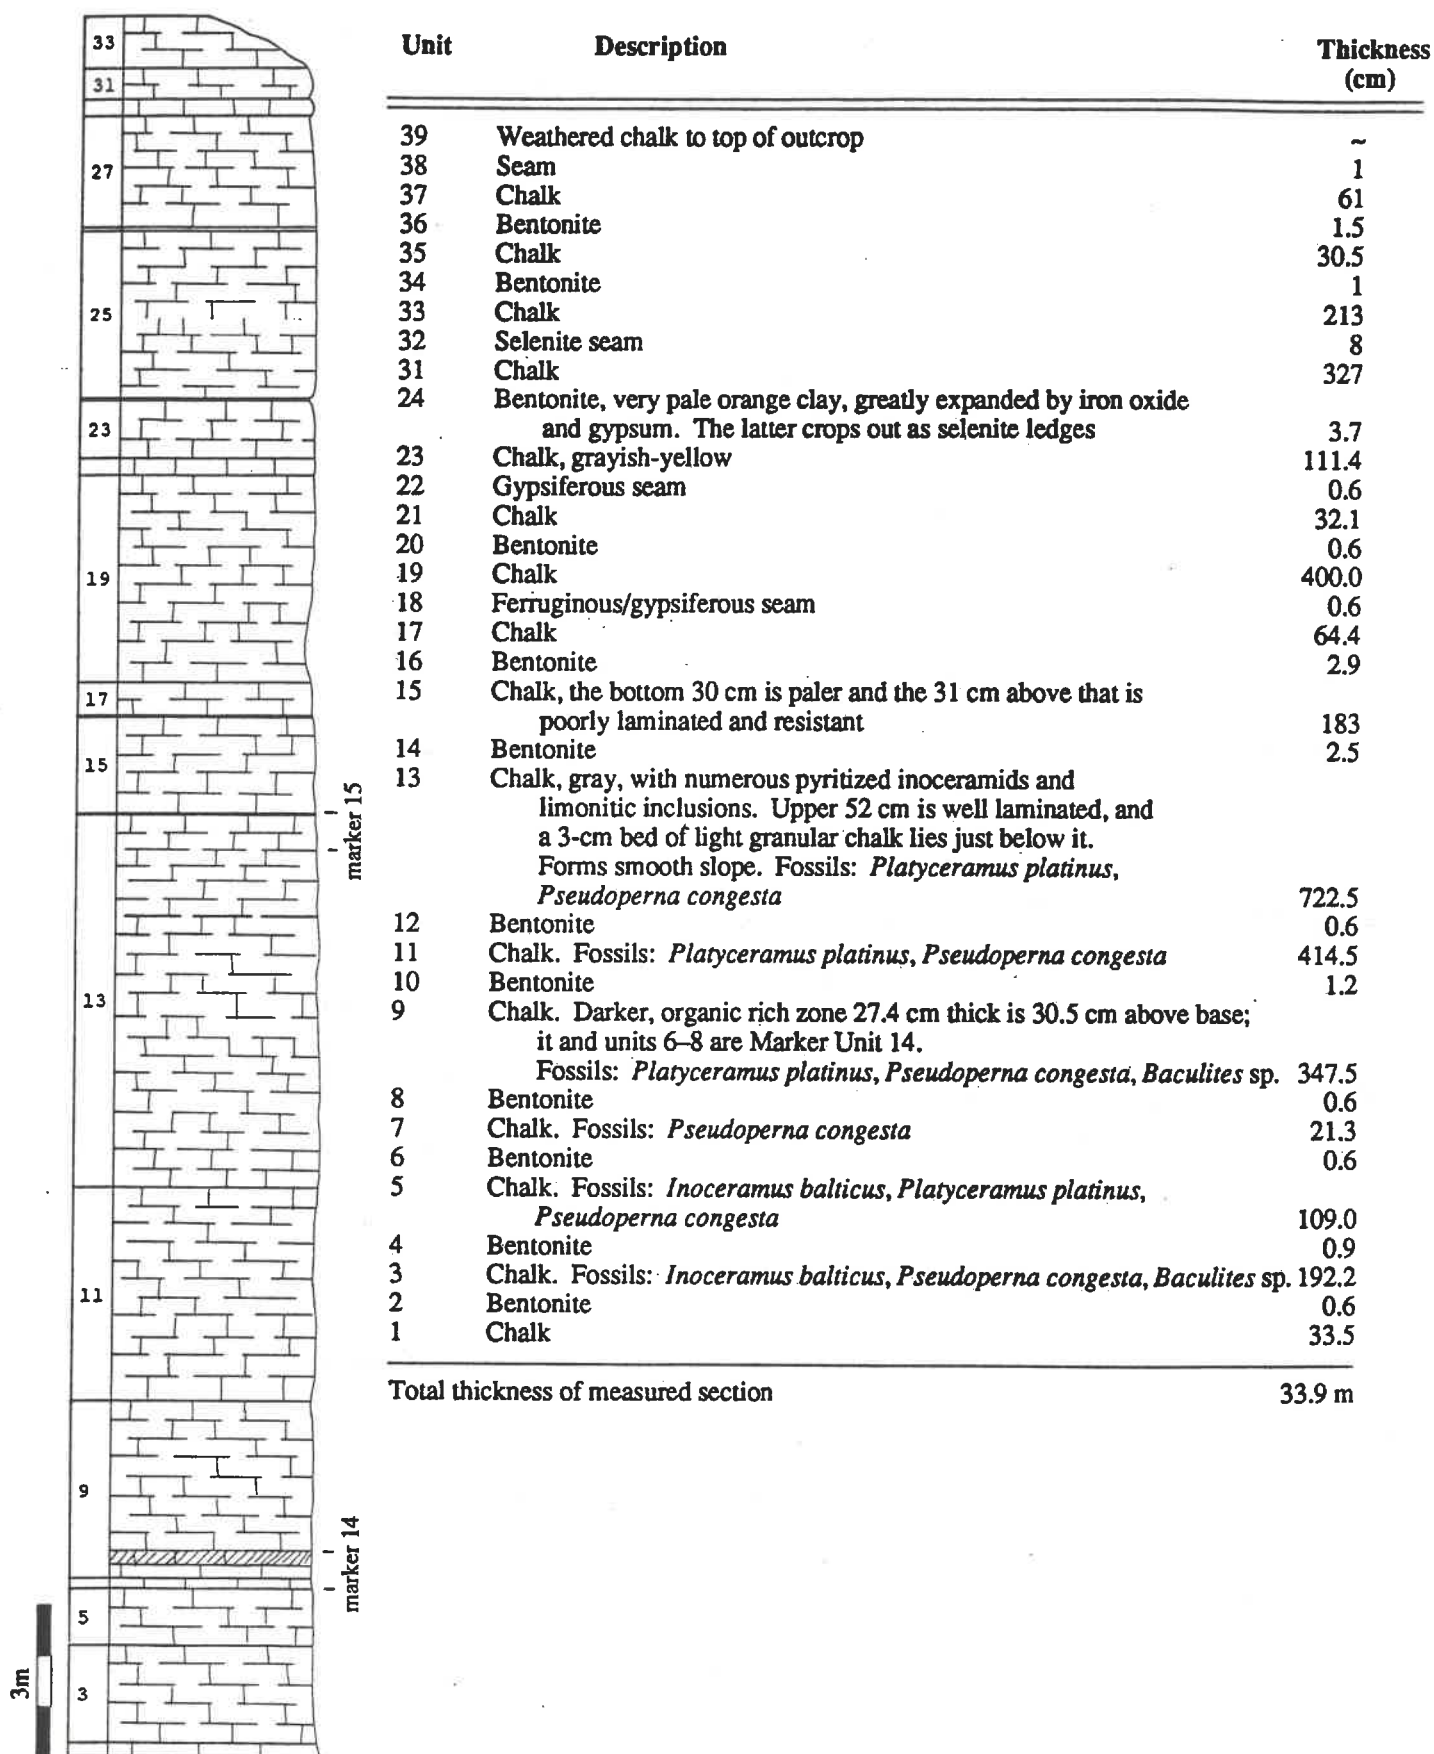 33
31
27
25
23
19
17
15
marker 15
13
11
9
marker 14
5
3
3m
Unit Description Thickness
(cm)
39 Weathered chalk to top of outcrop ~
38 Seam 1
37 Chalk 61
36 Bentonite 1.5
35 Chalk 30.5
34 Bentonite 1
33 Chalk 213
32 Selenite seam 8
31 Chalk 327
24 Bentonite, very pale orange clay, greatly expanded by iron oxide
and gypsum. The latter crops out as selenite ledges 3.7
23 Chalk, grayish-yellow 111.4
22 Gypsiferous seam 0.6
21 Chalk 32.1
20 Bentonite 0.6
19 Chalk 400.0
18 Ferruginous/gypsiferous seam 0.6
17 Chalk 64.4
16 Bentonite 2.9
15 Chalk, the bottom 30 cm is paler and the 31 cm above that is
poorly laminated and resistant 183
14 Bentonite 2.5
13 Chalk, gray, with numerous pyritized inoceramids and
limonitic inclusions. Upper 52 cm is well laminated, and
a 3-cm bed of light granular chalk lies just below it.
Forms smooth slope. Fossils: Platyceramus platinus,
Pseudoperna congesta 722.5
12 Bentonite 0.6
11 Chalk. Fossils: Platyceramus platinus, Pseudoperna congesta 414.5
10 Bentonite 1.2
9 Chalk. Darker, organic rich zone 27.4 cm thick is 30.5 cm above base;
it and units 6–8 are Marker Unit 14.
Fossils: Platyceramus platinus, Pseudoperna congesta, Baculites sp. 347.5
8 Bentonite 0.6
7 Chalk. Fossils: Pseudoperna congesta 21.3
6 Bentonite 0.6
5 Chalk. Fossils: Inoceramus balticus, Platyceramus platinus,
Pseudoperna congesta 109.0
4 Bentonite 0.9
3 Chalk. Fossils: Inoceramus balticus, Pseudoperna congesta, Baculites sp. 192.2
2 Bentonite 0.6
1 Chalk 33.5
Total thickness of measured section 33.9 m